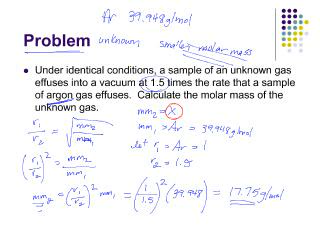 Ar 39.948 g/mol
Problem unknown smaller molar mass
Under identical conditions, a sample of an unknown gas
effuses into a vacuum at 1.5 times the rate that a sample
of argon gas effuses. Calculate the molar mass of the
unknown gas.
mm₂ = X
mm₁ = Ar = 39.948 g/mol
let r₁ = Ar = 1
r₂ = 1.5
r₁/r₂ = √(mm₂/mm₁)
(r₁/r₂)² = mm₂/mm₁
mm₂ = (r₁/r₂)² mm₁ = (1/1.5)² (39.948) = 17.75 g/mol